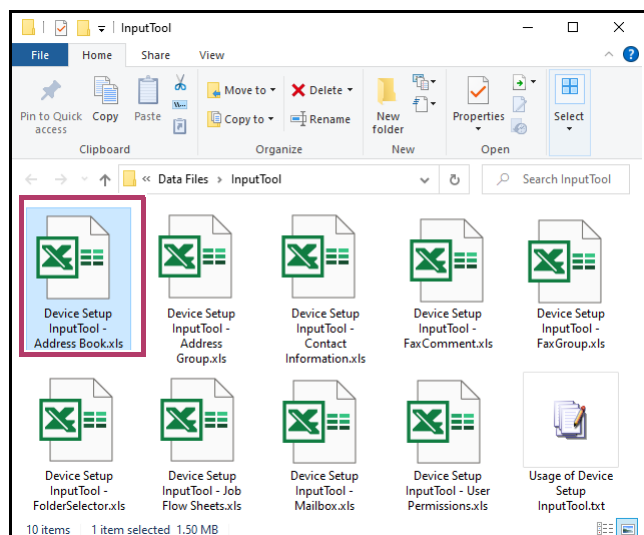 InputTool
File Home Share View
Pin to Quick access
Copy
Paste
Move to
Copy to
Delete
Rename
New folder
Properties
Select
Clipboard Organize New Open
« Data Files › InputTool
Search InputTool
Device Setup
InputTool -
Address Book.xls
Device Setup
InputTool -
Address
Group.xls
Device Setup
InputTool -
Contact
Information.xls
Device Setup
InputTool -
FaxComment.xls
Device Setup
InputTool -
FaxGroup.xls
Device Setup
InputTool -
FolderSelector.xls
Device Setup
InputTool - Job
Flow Sheets.xls
Device Setup
InputTool -
Mailbox.xls
Device Setup
InputTool - User
Permissions.xls
Usage of Device
Setup
InputTool.txt
10 items 1 item selected 1.50 MB